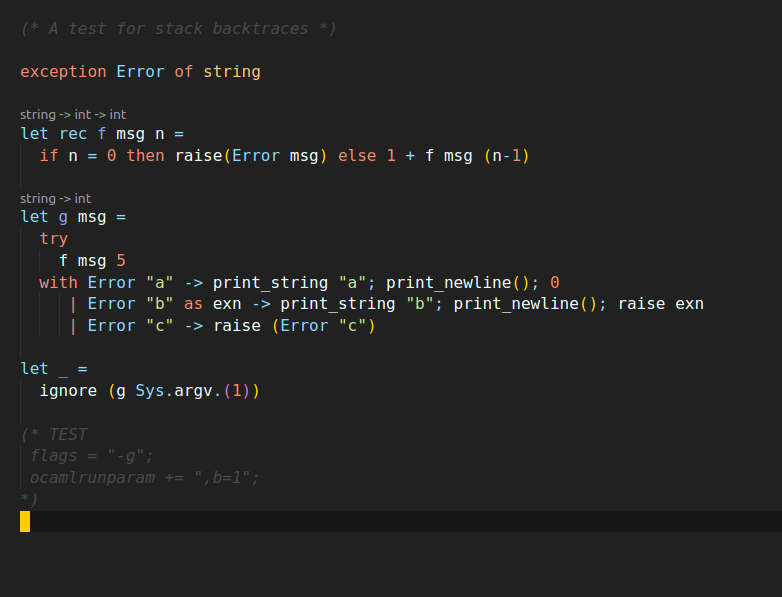 (* A test for stack backtraces *)
exception Error of string
string -> int -> int
let rec f msg n =
if n = 0 then raise(Error msg) else 1 + f msg (n-1)
string -> int
let g msg =
try
f msg 5
with Error "a" -> print_string "a"; print_newline(); 0
| Error "b" as exn -> print_string "b"; print_newline(); raise exn
| Error "c" -> raise (Error "c")
let _ =
ignore (g Sys.argv.(1))
(* TEST
flags = "-g";
ocamlrunparam += ",b=1";
*)